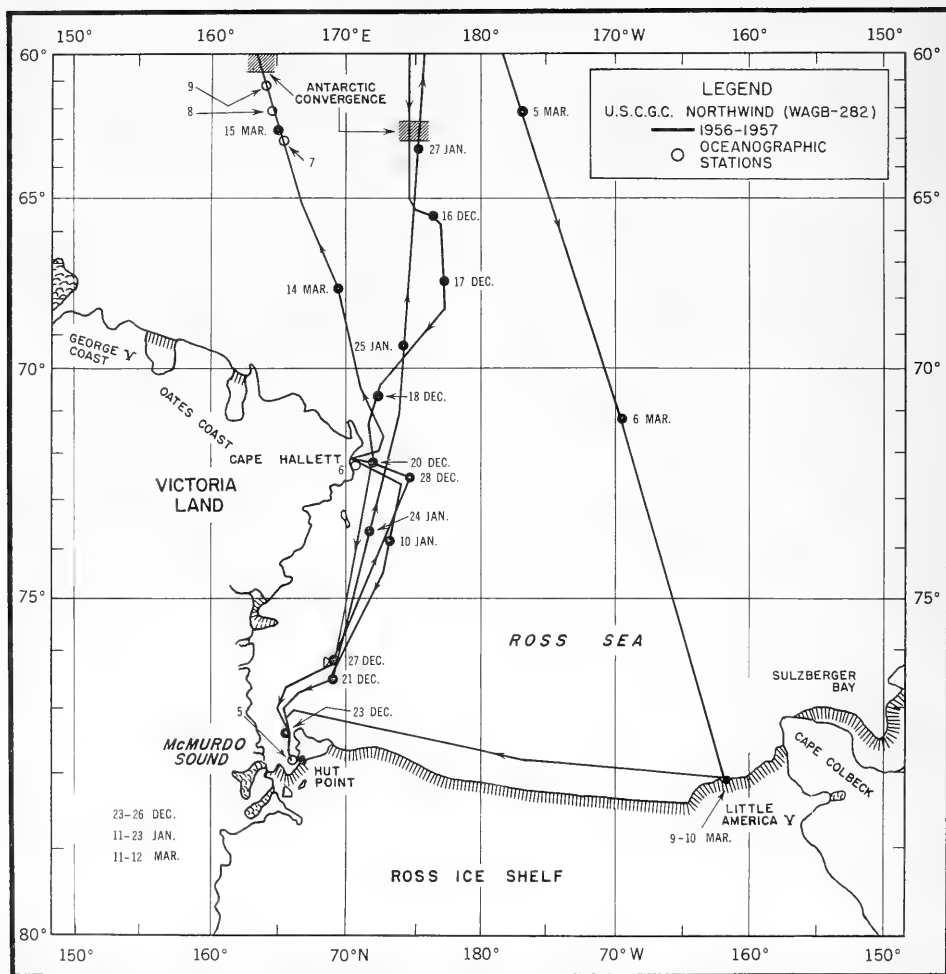 150° 160° 170°E 180° 170°W 160° 150°
60° 60°
LEGEND
U.S.C.G.C. NORTHWIND (WAGB-282)
1956-1957
OCEANOGRAPHIC
STATIONS
ANTARCTIC
CONVERGENCE
9
8
15 MAR.
7
5 MAR.
27 JAN.
65° 65°
16 DEC.
17 DEC.
14 MAR.
25 JAN.
GEORGE V
COAST
70° 70°
OATES COAST
18 DEC.
6 MAR.
CAPE HALLETT
6
20 DEC.
28 DEC.
VICTORIA
LAND
24 JAN.
10 JAN.
75° 75°
ROSS SEA
27 DEC.
21 DEC.
SULZBERGER
BAY
5
23 DEC.
McMURDO
SOUND
HUT
POINT
CAPE COLBECK
LITTLE
AMERICA V
9-10 MAR.
23-26 DEC.
11-23 JAN.
11-12 MAR.
ROSS ICE SHELF
80° 80°
150° 160° 170°E 180° 170°W 160° 150°